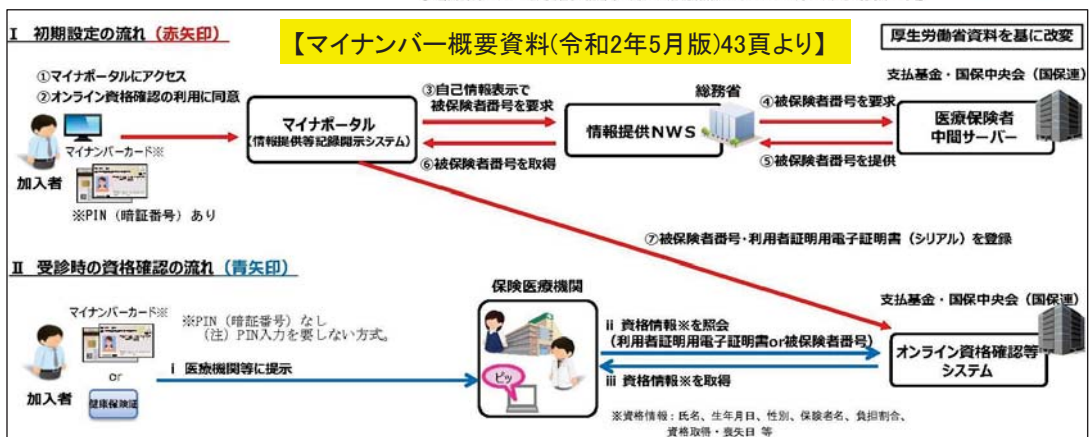 Ⅰ 初期設定の流れ（赤矢印）
【マイナンバー概要資料(令和2年5月版)43頁より】
厚生労働省資料を基に改変
①マイナポータルにアクセス
②オンライン資格確認の利用に同意
マイナンバーカード※
加入者
※PIN（暗証番号）あり
マイナポータル
（情報提供等記録開示システム）
③自己情報表示で
被保険者番号を要求
⑥被保険者番号を取得
総務省
情報提供NWS
④被保険者番号を要求
⑤被保険者番号を提供
支払基金・国保中央会（国保連）
医療保険者
中間サーバー
⑦被保険者番号・利用者証明用電子証明書（シリアル）を登録
Ⅱ 受診時の資格確認の流れ（青矢印）
マイナンバーカード※
or
健康保険証
加入者
※PIN（暗証番号）なし
（注）PIN入力を要しない方式。
ⅰ 医療機関等に提示
保険医療機関
ピッ
ⅱ 資格情報※を照会
（利用者証明用電子証明書or被保険者番号）
ⅲ 資格情報※を取得
支払基金・国保中央会（国保連）
オンライン資格確認等
システム
※資格情報：氏名、生年月日、性別、保険者名、負担割合、
資格取得・喪失日 等